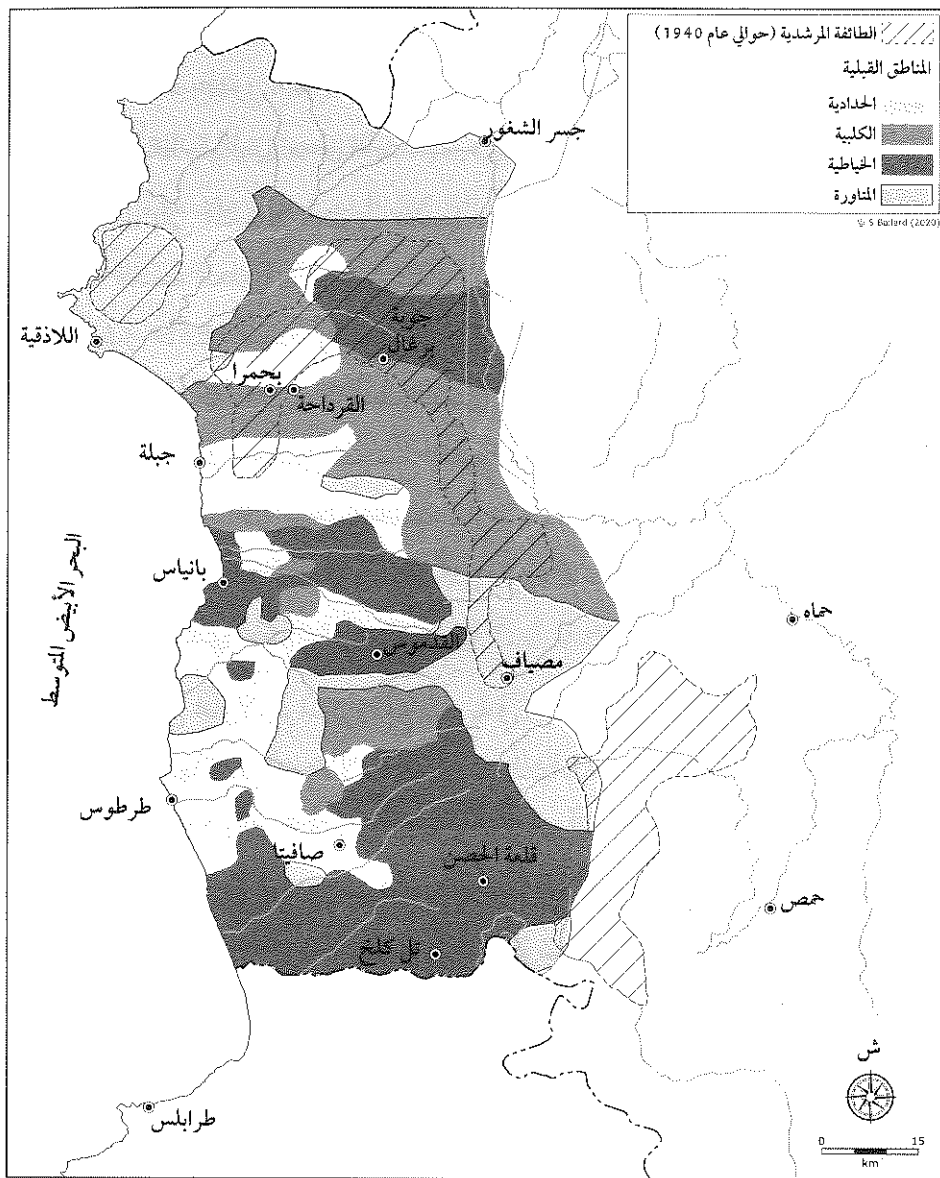 الطائفة المرشدية (حوالي عام 1940)
المناطق القبلية
الحدادية
الكلبية
الخياطية
المتاورة
© S Balard (2020)
جسر الشغور
اللاذقية
جوبة
برغال
بحمرا
القرداحة
جبلة
البحر الأبيض المتوسط
بانياس
القدموس
مصياف
حماه
طرطوس
صافيتا
قلعة الحصن
حمص
تل كلخ
طرابلس
ش
0 15
km